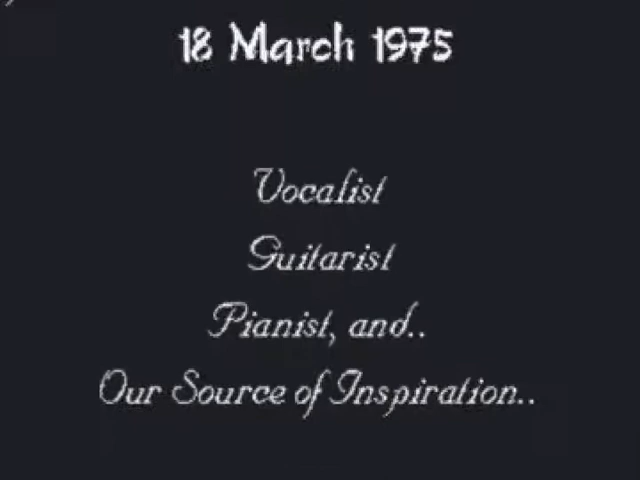 18 March 1975
Vocalist
Guitarist
Pianist, and..
Our Source of Inspiration..